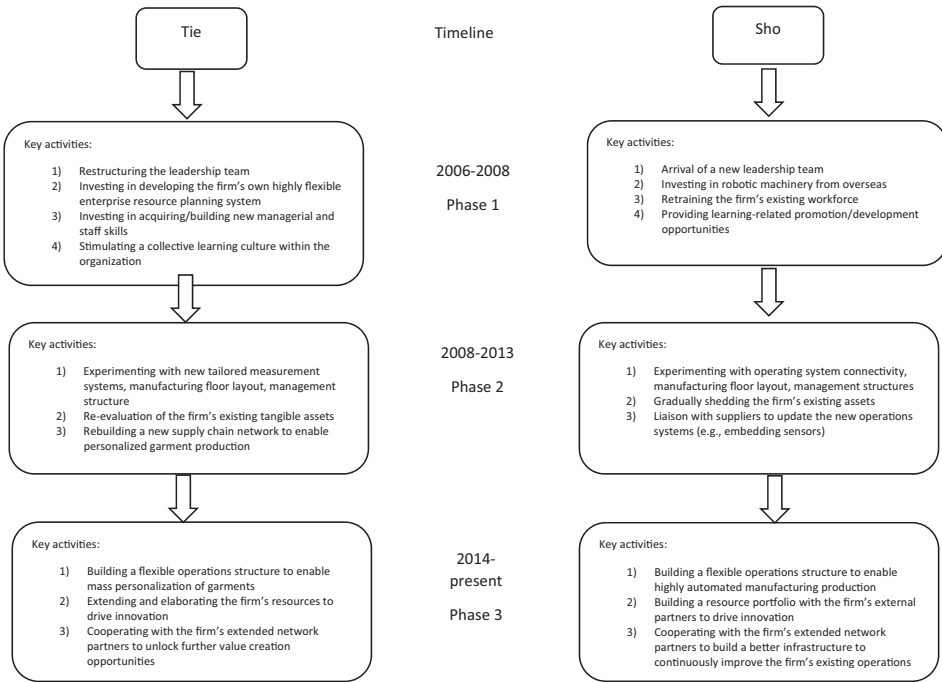 Tie
Timeline
Sho
Key activities:
1) Restructuring the leadership team
2) Investing in developing the firm's own highly flexible
enterprise resource planning system
3) Investing in acquiring/building new managerial and
staff skills
4) Stimulating a collective learning culture within the
organization
2006-2008
Phase 1
Key activities:
1) Arrival of a new leadership team
2) Investing in robotic machinery from overseas
3) Retraining the firm's existing workforce
4) Providing learning-related promotion/development
opportunities
Key activities:
1) Experimenting with new tailored measurement
systems, manufacturing floor layout, management
structure
2) Re-evaluation of the firm's existing tangible assets
3) Rebuilding a new supply chain network to enable
personalized garment production
2008-2013
Phase 2
Key activities:
1) Experimenting with operating system connectivity,
manufacturing floor layout, management structures
2) Gradually shedding the firm's existing assets
3) Liaison with suppliers to update the new operations
systems (e.g., embedding sensors)
Key activities:
1) Building a flexible operations structure to enable
mass personalization of garments
2) Extending and elaborating the firm's resources to
drive innovation
3) Cooperating with the firm's extended network
partners to unlock further value creation
opportunities
2014-
present
Phase 3
Key activities:
1) Building a flexible operations structure to enable
highly automated manufacturing production
2) Building a resource portfolio with the firm's external
partners to drive innovation
3) Cooperating with the firm's extended network
partners to build a better infrastructure to
continuously improve the firm's existing operations